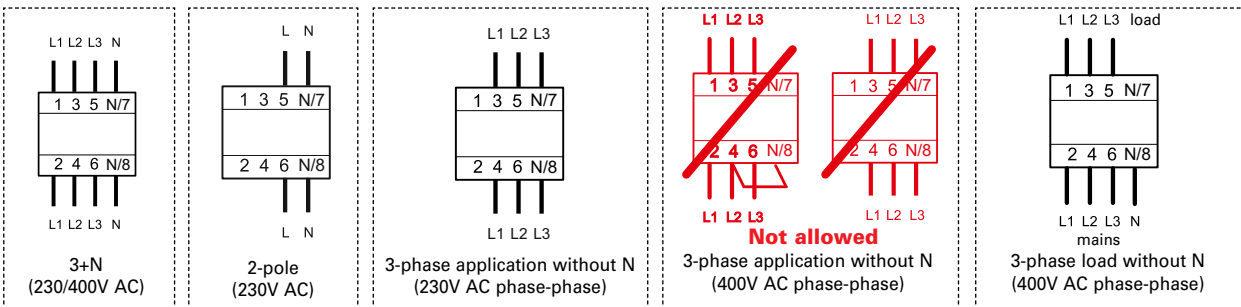 L1 L2 L3 N
1 3 5 N/7
2 4 6 N/8
L1 L2 L3 N
3+N
(230/400V AC)
L N
1 3 5 N/7
2 4 6 N/8
L N
2-pole
(230V AC)
L1 L2 L3
1 3 5 N/7
2 4 6 N/8
L1 L2 L3
3-phase application without N
(230V AC phase-phase)
L1 L2 L3
1 3 5 N/7
2 4 6 N/8
L1 L2 L3
L1 L2 L3
1 3 5 N/7
2 4 6 N/8
L1 L2 L3
Not allowed
3-phase application without N
(400V AC phase-phase)
L1 L2 L3 load
1 3 5 N/7
2 4 6 N/8
L1 L2 L3 N
mains
3-phase load without N
(400V AC phase-phase)